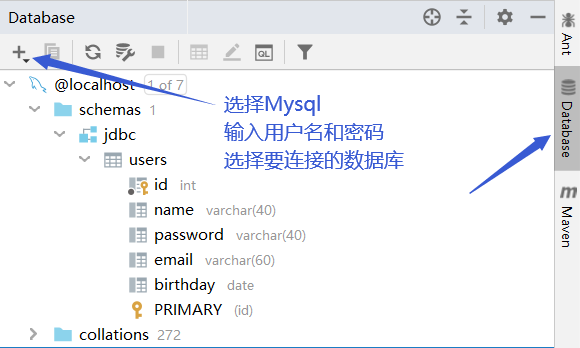 Database
@localhost 1 of 7
选择Mysql
输入用户名和密码
选择要连接的数据库
schemas 1
jdbc
users
id int
name varchar(40)
password varchar(40)
email varchar(60)
birthday date
PRIMARY (id)
collations 272
QL
Ant
Database
m
Maven